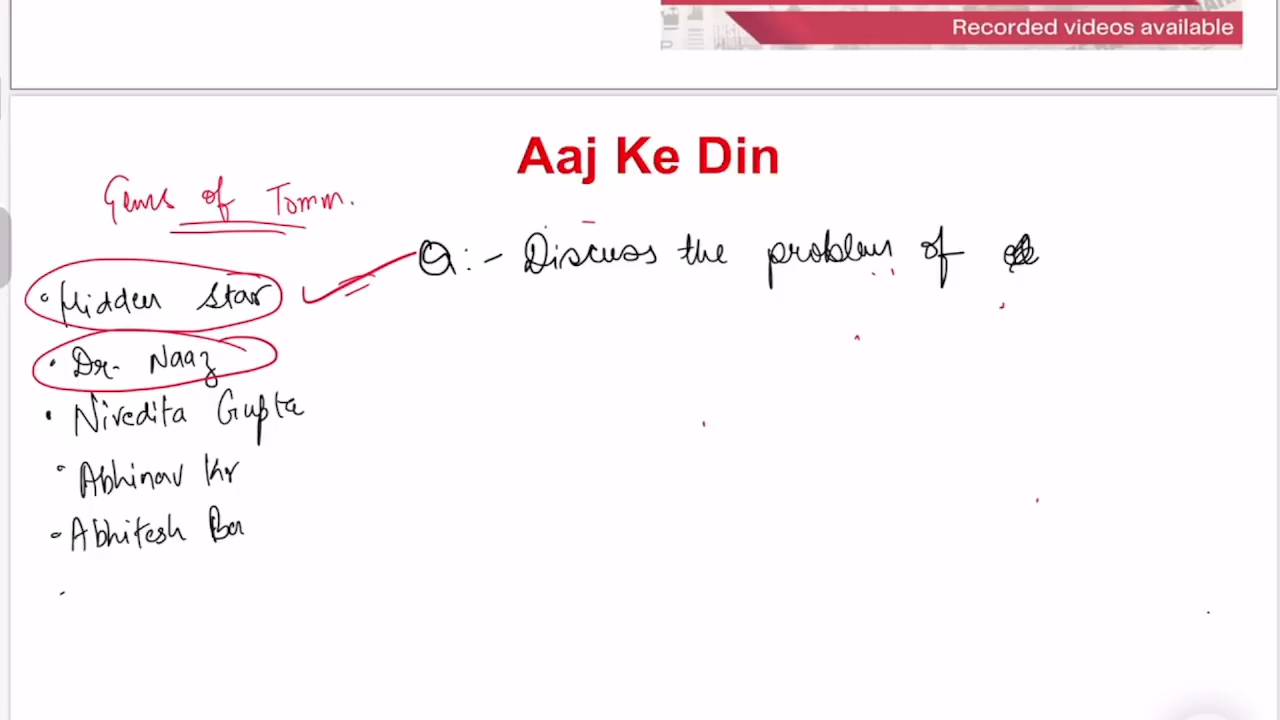 Recorded videos available
Aaj Ke Din
Gems of Tomm.
Q:- Discuss the problem of
• Hidden Star
• Dr. Naaz
• Nivedita Gupta
• Abhinav Kr
• Abhitesh Ba